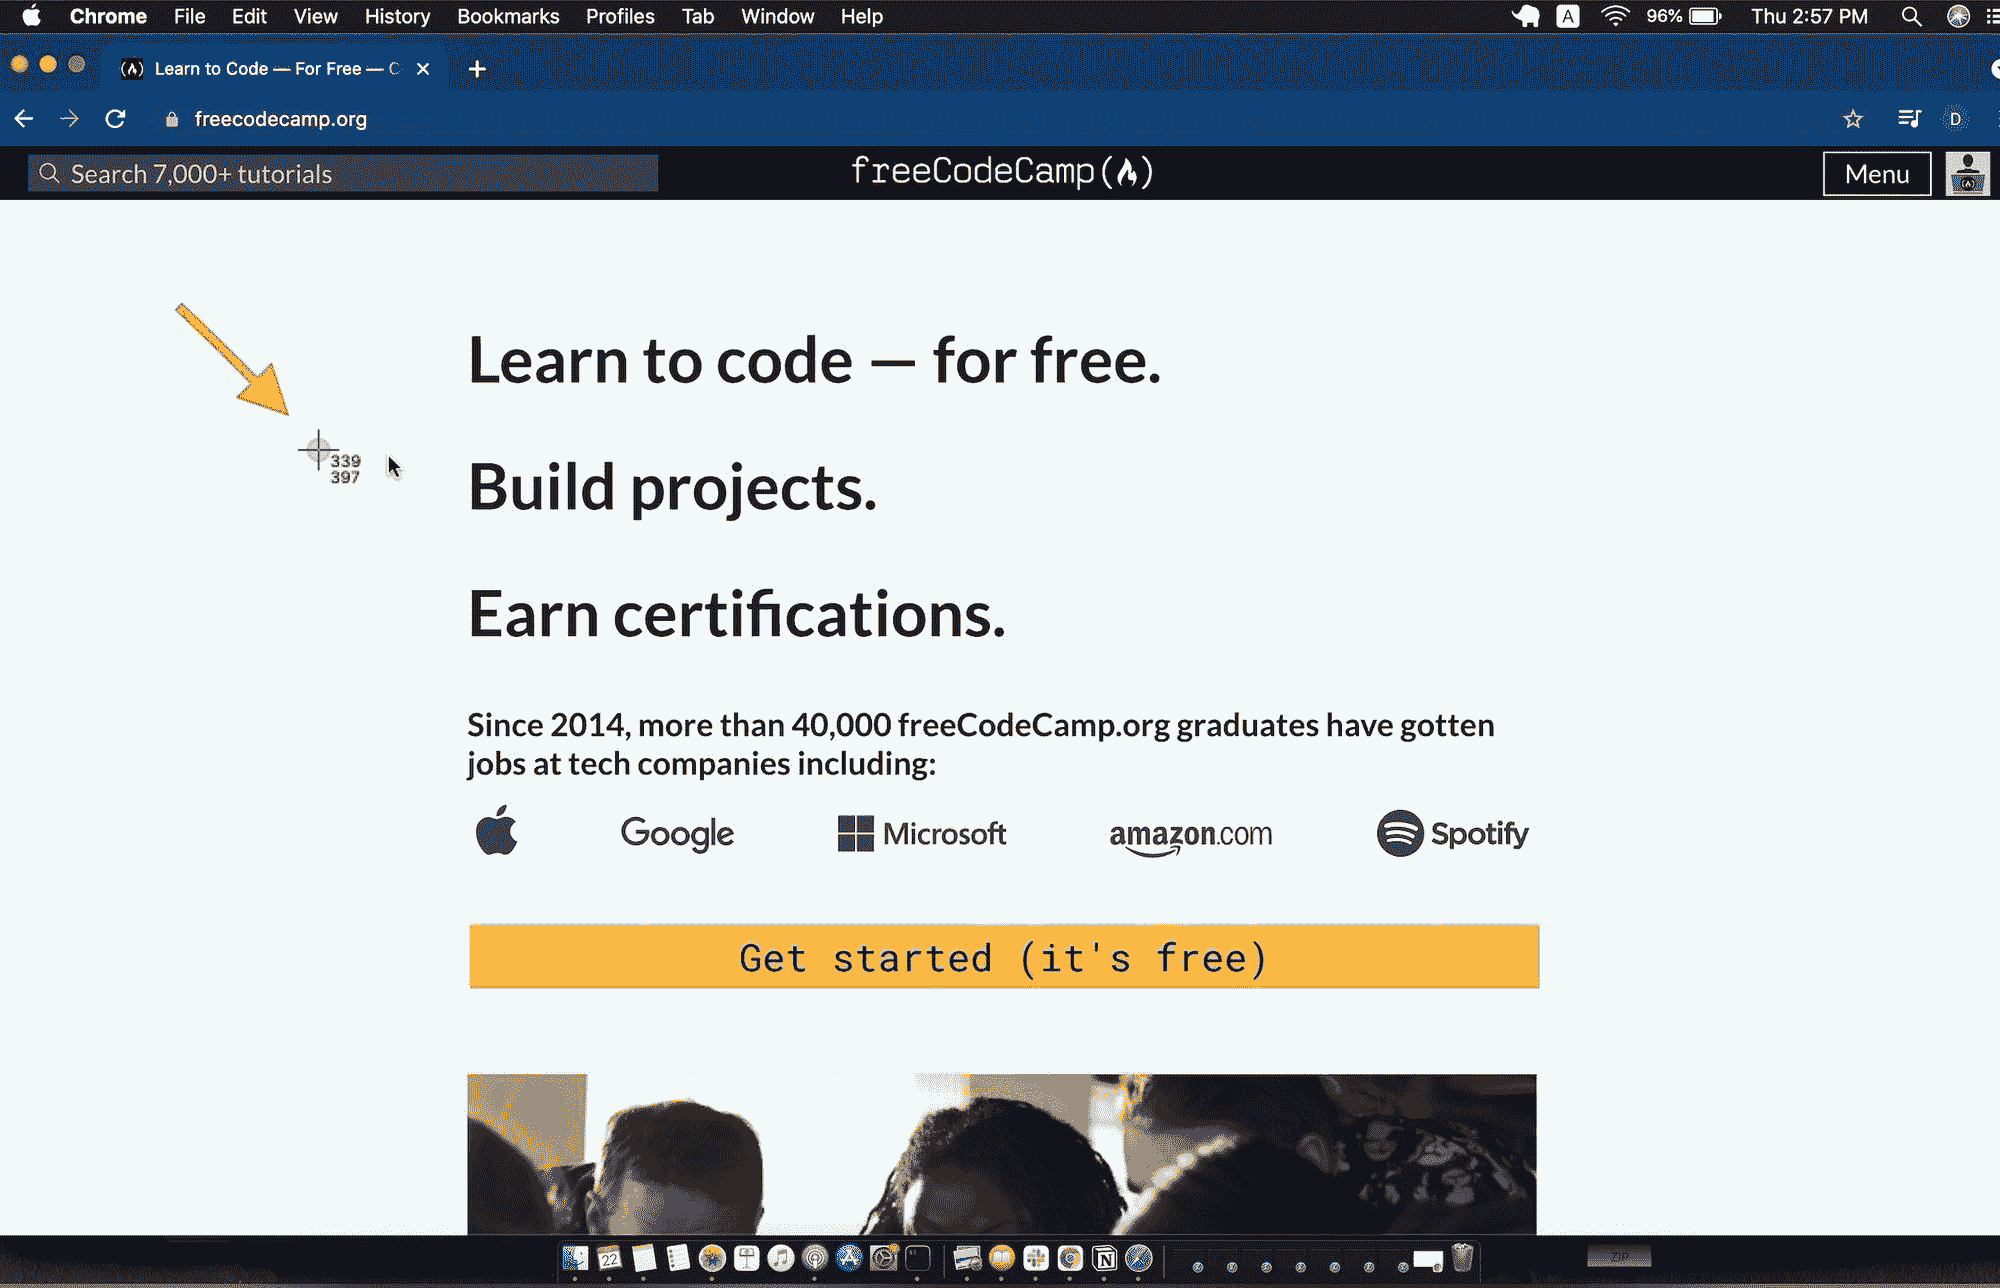 Chrome File Edit View History Bookmarks Profiles Tab Window Help A 96% Thu 2:57 PM
Learn to Code — For Free — C
freecodecamp.org D
Search 7,000+ tutorials freeCodeCamp Menu
Learn to code — for free.
339
397
Build projects.
Earn certifications.
Since 2014, more than 40,000 freeCodeCamp.org graduates have gotten
jobs at tech companies including:
Google Microsoft amazon.com Spotify
Get started (it's free)
22 N ZIP